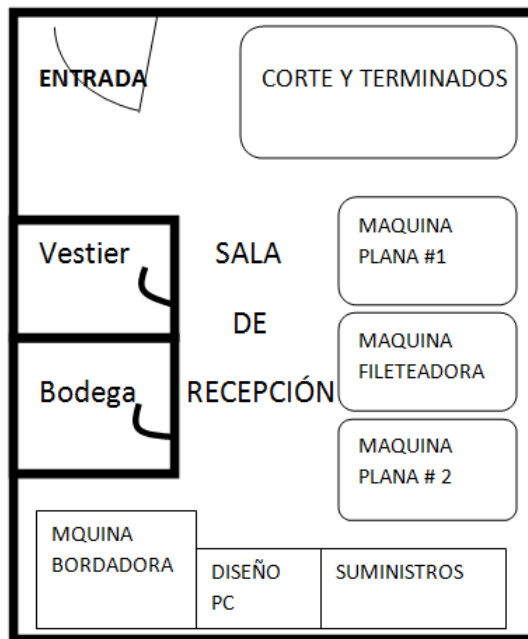 ENTRADA
CORTE Y TERMINADOS
Vestier
SALA
DE
RECEPCIÓN
MAQUINA
PLANA #1
MAQUINA
FILETEADORA
Bodega
MAQUINA
PLANA # 2
MQUINA
BORDADORA
DISEÑO
PC
SUMINISTROS